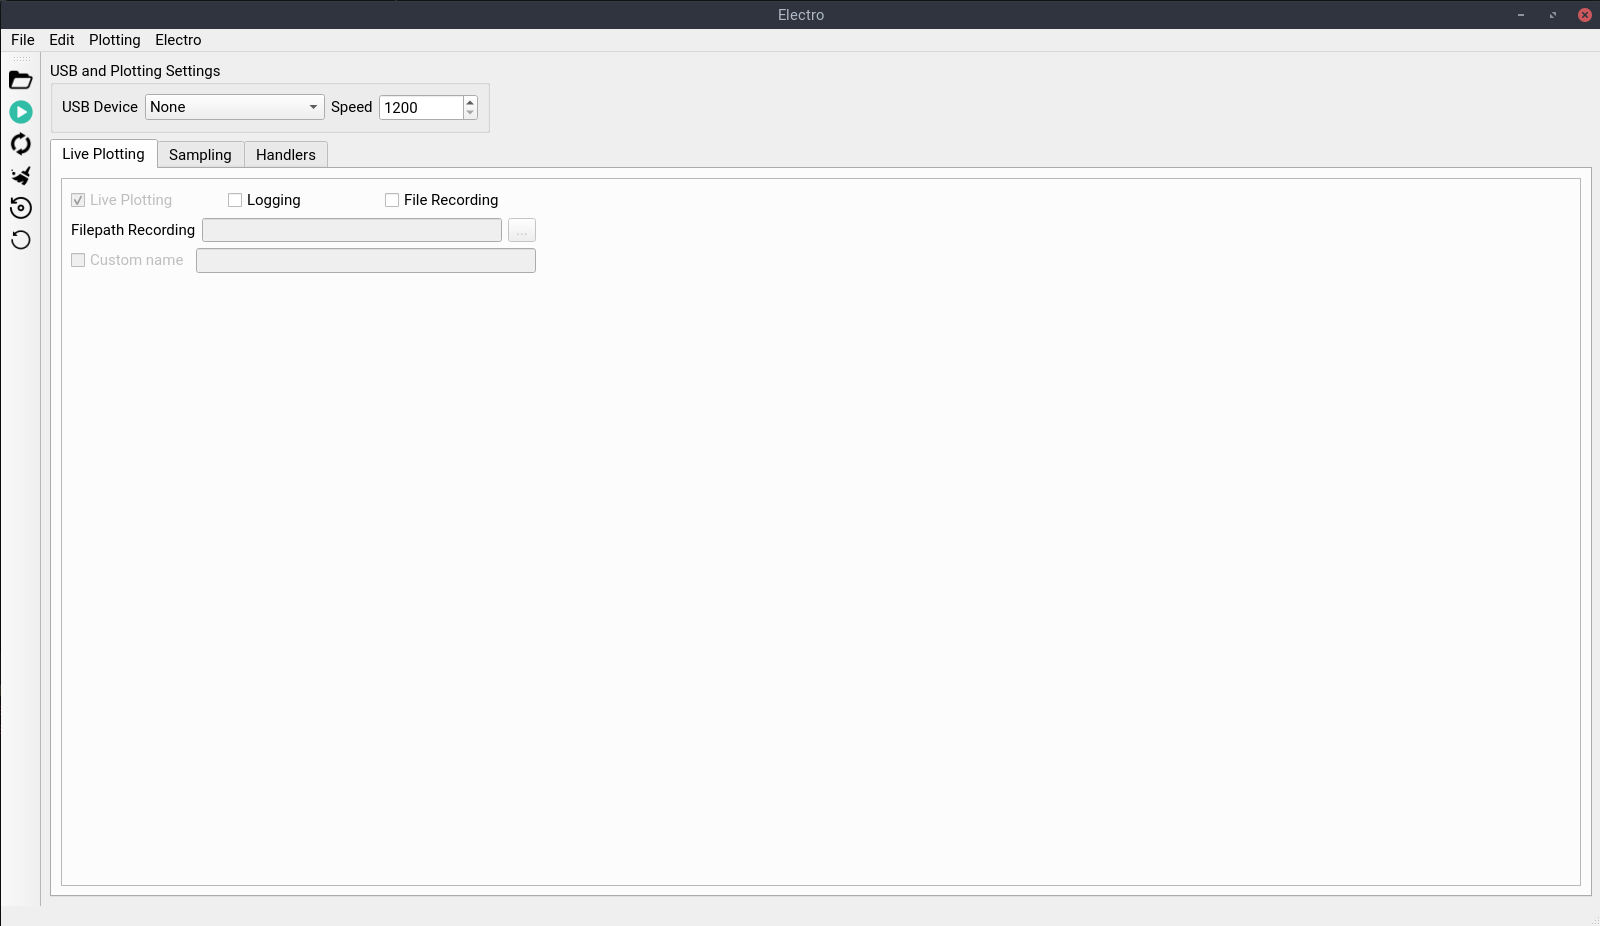 Electro
File Edit Plotting Electro
USB and Plotting Settings
USB Device None Speed 1200
Live Plotting Sampling Handlers
Live Plotting Logging File Recording
Filepath Recording ...
Custom name